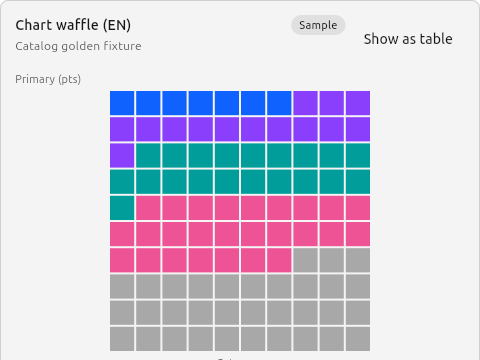 Chart waffle (EN)
Sample
Show as table
Catalog golden fixture
Primary (pts)